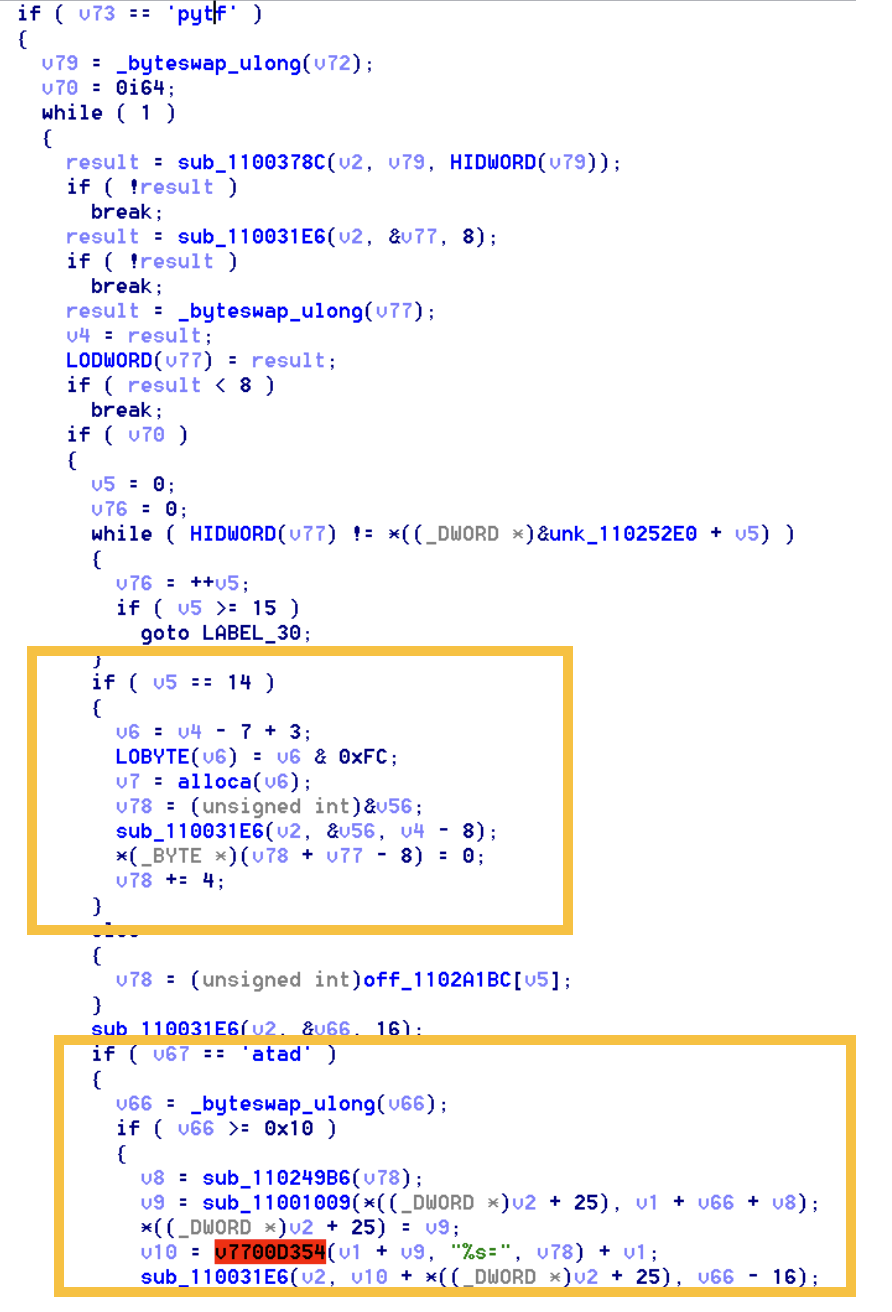 if ( v73 == 'pytf' )
{
v79 = _byteswap_ulong(v72);
v70 = 0i64;
while ( 1 )
{
result = sub_1100378C(v2, v79, HIDWORD(v79));
if ( !result )
break;
result = sub_110031E6(v2, &v77, 8);
if ( !result )
break;
result = _byteswap_ulong(v77);
v4 = result;
LODWORD(v77) = result;
if ( result < 8 )
break;
if ( v70 )
{
v5 = 0;
v76 = 0;
while ( HIDWORD(v77) != *((_DWORD *)&unk_110252E0 + v5) )
{
v76 = ++v5;
if ( v5 >= 15 )
goto LABEL_30;
}
if ( v5 == 14 )
{
v6 = v4 - 7 + 3;
LOBYTE(v6) = v6 & 0xFC;
v7 = alloca(v6);
v78 = (unsigned int)&v56;
sub_110031E6(v2, &v56, v4 - 8);
*(_BYTE *)(v78 + v77 - 8) = 0;
v78 += 4;
}
{
v78 = (unsigned int)off_1102A1BC[v5];
}
sub_110031E6(v2, &v66, 16);
if ( v67 == 'atad' )
{
v66 = _byteswap_ulong(v66);
if ( v66 >= 0x10 )
{
v8 = sub_110249B6(v78);
v9 = sub_11001009(*((_DWORD *)v2 + 25), v1 + v66 + v8);
*((_DWORD *)v2 + 25) = v9;
v10 = v7700D354(v1 + v9, "%s=", v78) + v1;
sub_110031E6(v2, v10 + *((_DWORD *)v2 + 25), v66 - 16);